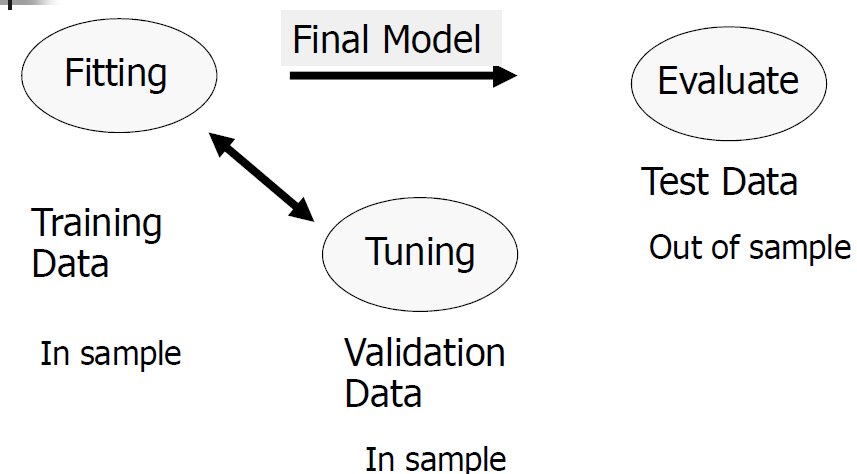 Final Model
Fitting
Evaluate
Test Data
Training
Data
Tuning
Out of sample
In sample
Validation
Data
In sample